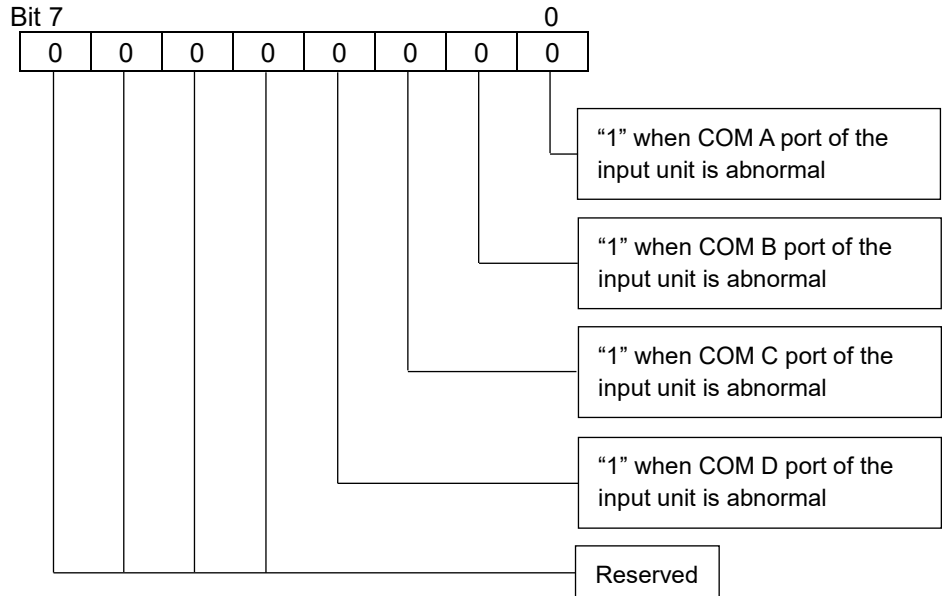 Bit 7 0
0 0 0 0 0 0 0 0
“1” when COM A port of the
input unit is abnormal
“1” when COM B port of the
input unit is abnormal
“1” when COM C port of the
input unit is abnormal
“1” when COM D port of the
input unit is abnormal
Reserved